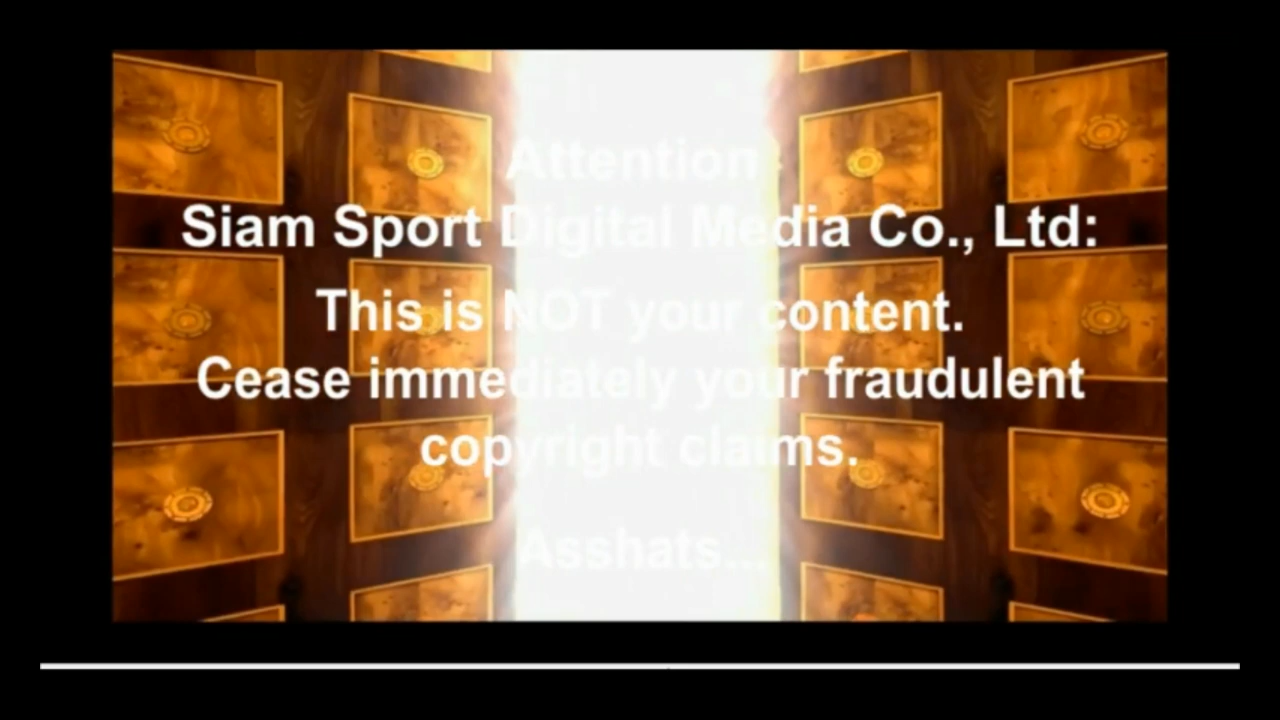 Attention
Siam Sport Digital Media Co., Ltd:
This is NOT your content.
Cease immediately your fraudulent
copyright claims.
Asshats...